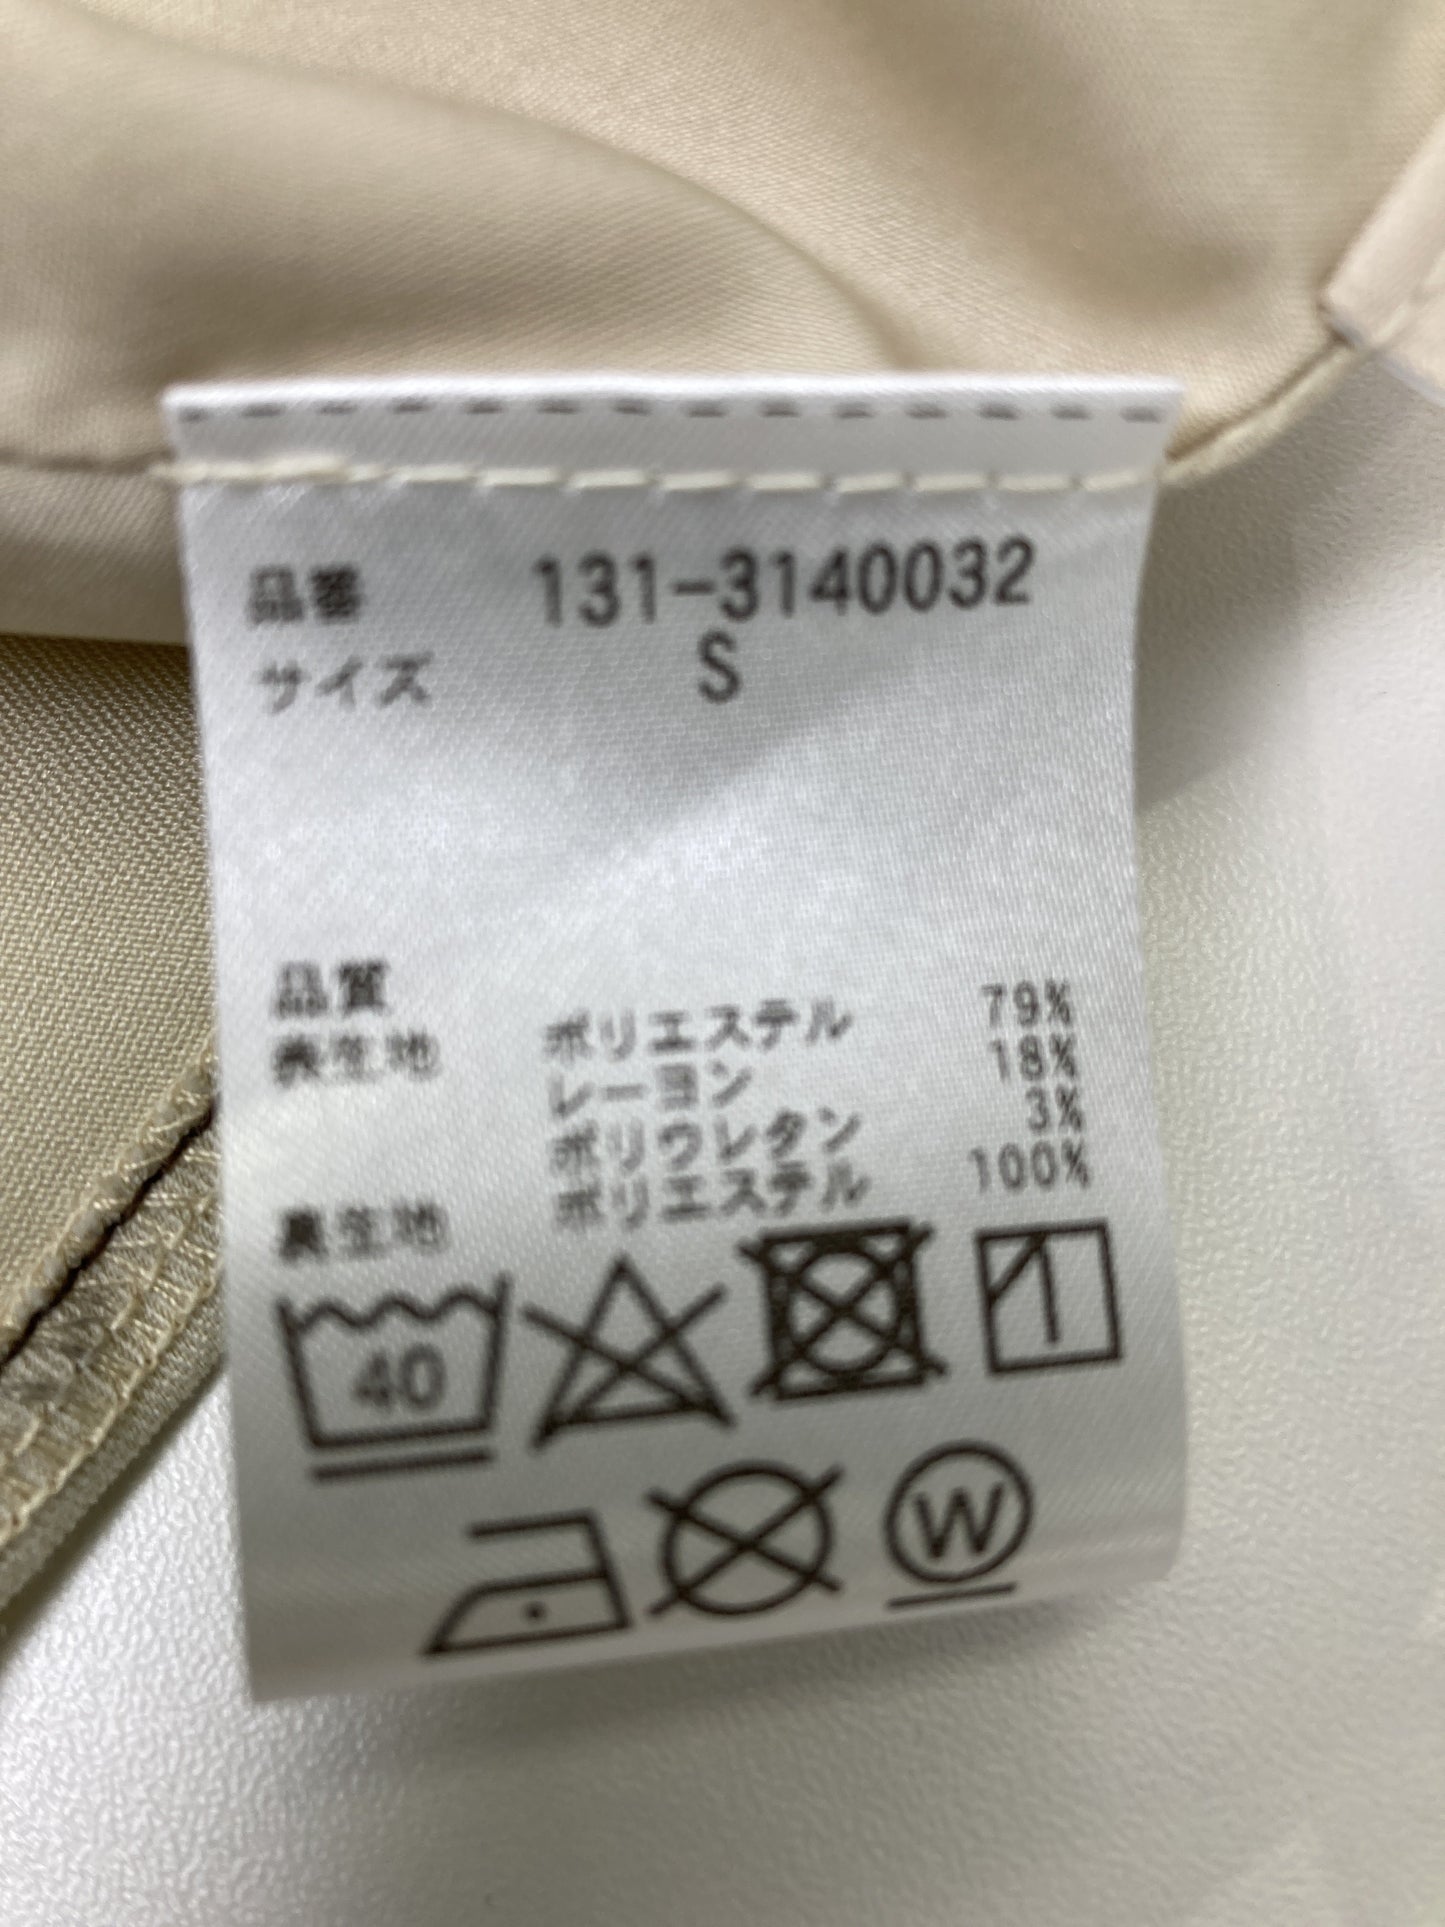 品番 131-3140032
サイズ S
品質
表生地 ポリエステル 79%
レーヨン 18%
ポリウレタン 3%
裏生地 ポリエステル 100%
40
W